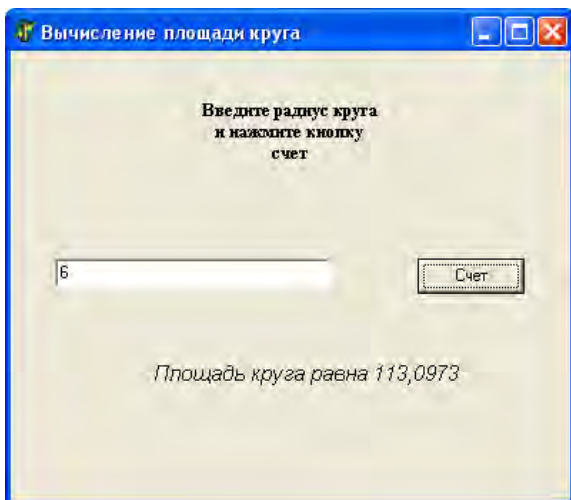 Вычисление площади круга
Введите радиус круга
и нажмите кнопку
счет
6
Счет
Площадь круга равна 113,0973